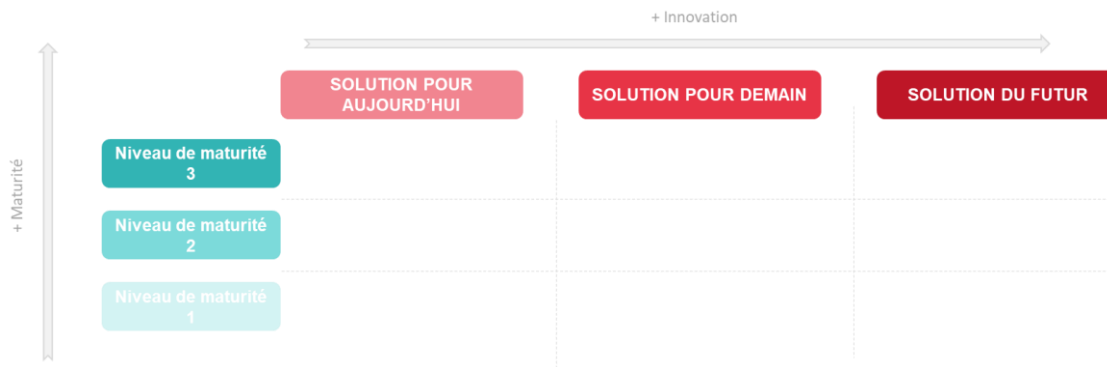 + Innovation
SOLUTION POUR
AUJOURD'HUI
SOLUTION POUR DEMAIN
SOLUTION DU FUTUR
+ Maturité
Niveau de maturité
3
Niveau de maturité
2
Niveau de maturité
1